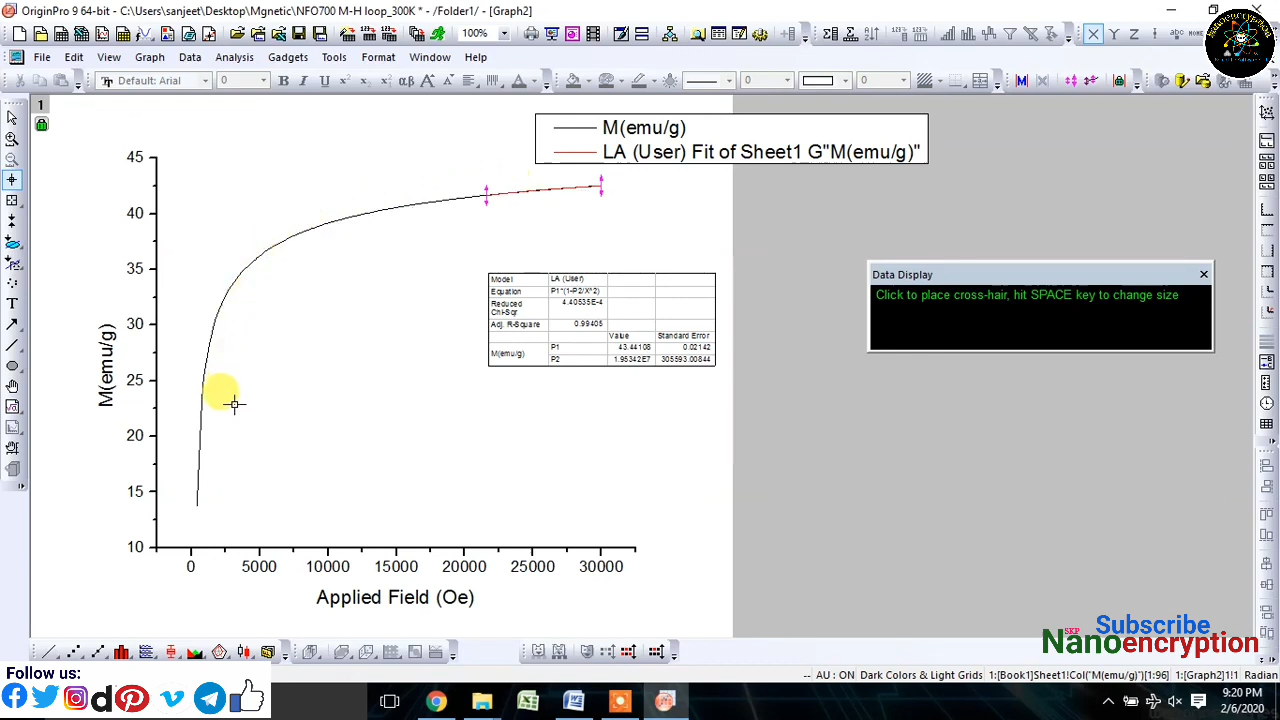 OriginPro 9 64-bit - C:\Users\sanjeet\Desktop\Mgnetic\NFO700 M-H loop_300K * - /Folder1/ - [Graph2]
100%
File Edit View Graph Data Analysis Gadgets Tools Format Window Help
Default: Arial 0 B I U 0 0
1
M(emu/g)
LA (User) Fit of Sheet1 G"M(emu/g)"
45
40
35
30
25
20
15
10
M(emu/g)
0 5000 10000 15000 20000 25000 30000
Applied Field (Oe)
Model LA (User)
Equation P1*(1-P2/X^2)
Reduced Chi-Sqr 4.40535E-4
Adj. R-Square 0.99405
Value Standard Error
M(emu/g) P1 43.44108 0.02142
P2 1.95342E7 305593.00844
Data Display
Click to place cross-hair, hit SPACE key to change size
Subscribe
SKP
Nanoencryption
Follow us:
-- AU : ON Dark Colors & Light Grids 1:[Book1]Sheet1!Col("M(emu/g)")[1:96] 1:[Graph2]1!1 Radian
9:20 PM
2/6/2020